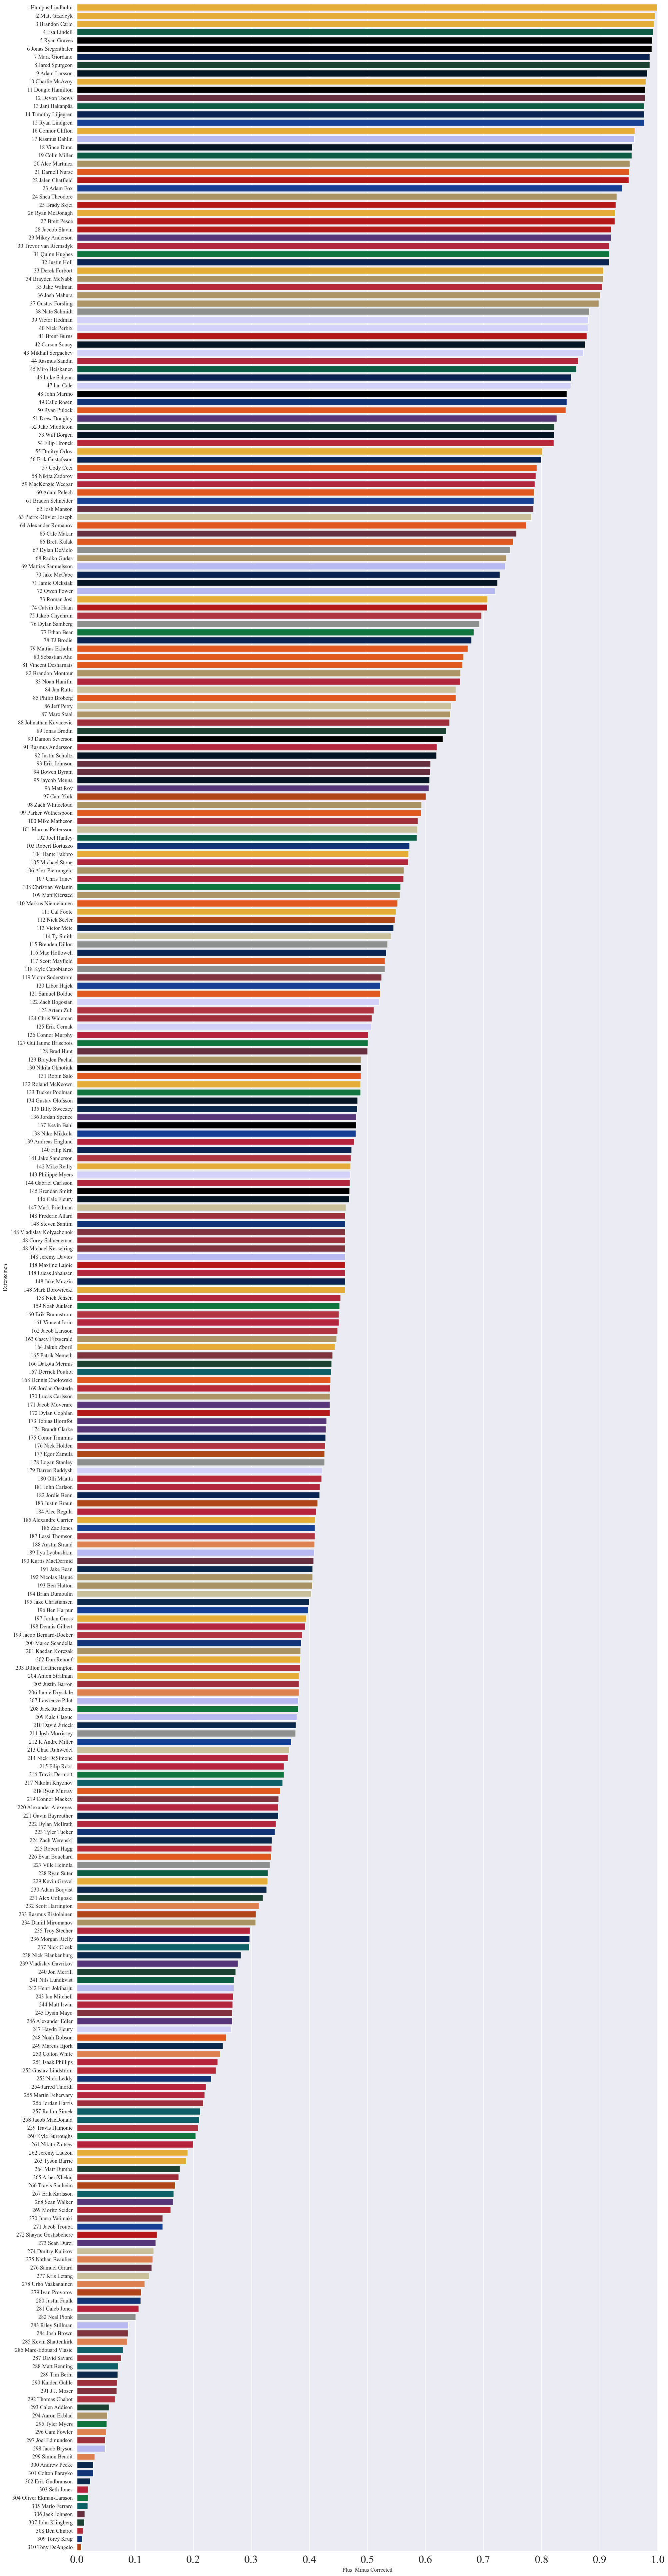 1 Hampus Lindholm
2 Matt Grzelcyk
3 Brandon Carlo
4 Esa Lindell
5 Ryan Graves
6 Jonas Siegenthaler
7 Mark Giordano
8 Jared Spurgeon
9 Adam Larsson
10 Charlie McAvoy
11 Dougie Hamilton
12 Devon Toews
13 Jani Hakanpää
14 Timothy Liljegren
15 Ryan Lindgren
16 Connor Clifton
17 Rasmus Dahlin
18 Vince Dunn
19 Colin Miller
20 Alec Martinez
21 Darnell Nurse
22 Jalen Chatfield
23 Adam Fox
24 Shea Theodore
25 Brady Skjei
26 Ryan McDonagh
27 Brett Pesce
28 Jaccob Slavin
29 Mikey Anderson
30 Trevor van Riemsdyk
31 Quinn Hughes
32 Justin Holl
33 Derek Forbort
34 Brayden McNabb
35 Jake Walman
36 Josh Mahura
37 Gustav Forsling
38 Nate Schmidt
39 Victor Hedman
40 Nick Perbix
41 Brent Burns
42 Carson Soucy
43 Mikhail Sergachev
44 Rasmus Sandin
45 Miro Heiskanen
46 Luke Schenn
47 Ian Cole
48 John Marino
49 Calle Rosen
50 Ryan Pulock
51 Drew Doughty
52 Jake Middleton
53 Will Borgen
54 Filip Hronek
55 Dmitry Orlov
56 Erik Gustafsson
57 Cody Ceci
58 Nikita Zadorov
59 MacKenzie Weegar
60 Adam Pelech
61 Braden Schneider
62 Josh Manson
63 Pierre-Olivier Joseph
64 Alexander Romanov
65 Cale Makar
66 Brett Kulak
67 Dylan DeMelo
68 Radko Gudas
69 Mattias Samuelsson
70 Jake McCabe
71 Jamie Oleksiak
72 Owen Power
73 Roman Josi
74 Calvin de Haan
75 Jakob Chychrun
76 Dylan Samberg
77 Ethan Bear
78 TJ Brodie
79 Mattias Ekholm
80 Sebastian Aho
81 Vincent Desharnais
82 Brandon Montour
83 Noah Hanifin
84 Jan Rutta
85 Philip Broberg
86 Jeff Petry
87 Marc Staal
88 Johnathan Kovacevic
89 Jonas Brodin
90 Damon Severson
91 Rasmus Andersson
92 Justin Schultz
93 Erik Johnson
94 Bowen Byram
95 Jaycob Megna
96 Matt Roy
97 Cam York
98 Zach Whitecloud
99 Parker Wotherspoon
100 Mike Matheson
101 Marcus Pettersson
102 Joel Hanley
103 Robert Bortuzzo
104 Dante Fabbro
105 Michael Stone
106 Alex Pietrangelo
107 Chris Tanev
108 Christian Wolanin
109 Matt Kiersted
110 Markus Niemelainen
111 Cal Foote
112 Nick Seeler
113 Victor Mete
114 Ty Smith
115 Brenden Dillon
116 Mac Hollowell
117 Scott Mayfield
118 Kyle Capobianco
119 Victor Soderstrom
120 Libor Hajek
121 Samuel Bolduc
122 Zach Bogosian
123 Artem Zub
124 Chris Wideman
125 Erik Cernak
126 Connor Murphy
127 Guillaume Brisebois
128 Brad Hunt
129 Brayden Pachal
130 Nikita Okhotiuk
131 Robin Salo
132 Roland McKeown
133 Tucker Poolman
134 Gustav Olofsson
135 Billy Sweezey
136 Jordan Spence
137 Kevin Bahl
138 Niko Mikkola
139 Andreas Englund
140 Filip Kral
141 Jake Sanderson
142 Mike Reilly
143 Philippe Myers
144 Gabriel Carlsson
145 Brendan Smith
146 Cale Fleury
147 Mark Friedman
148 Frederic Allard
148 Steven Santini
148 Vladislav Kolyachonok
148 Corey Schueneman
148 Michael Kesselring
148 Jeremy Davies
148 Maxime Lajoie
148 Lucas Johansen
148 Jake Muzzin
148 Mark Borowiecki
158 Nick Jensen
159 Noah Juulsen
160 Erik Brannstrom
161 Vincent Iorio
162 Jacob Larsson
163 Casey Fitzgerald
164 Jakub Zboril
165 Patrik Nemeth
166 Dakota Mermis
167 Derrick Pouliot
168 Dennis Cholowski
169 Jordan Oesterle
170 Lucas Carlsson
171 Jacob Moverare
172 Dylan Coghlan
173 Tobias Bjornfot
174 Brandt Clarke
175 Conor Timmins
176 Nick Holden
177 Egor Zamula
178 Logan Stanley
179 Darren Raddysh
180 Olli Maatta
181 John Carlson
182 Jordie Benn
183 Justin Braun
184 Alec Regula
185 Alexandre Carrier
186 Zac Jones
187 Lassi Thomson
188 Austin Strand
189 Ilya Lyubushkin
190 Kurtis MacDermid
191 Jake Bean
192 Nicolas Hague
193 Ben Hutton
194 Brian Dumoulin
195 Jake Christiansen
196 Ben Harpur
197 Jordan Gross
198 Dennis Gilbert
199 Jacob Bernard-Docker
200 Marco Scandella
201 Kaedan Korczak
202 Dan Renouf
203 Dillon Heatherington
204 Anton Stralman
205 Justin Barron
206 Jamie Drysdale
207 Lawrence Pilut
208 Jack Rathbone
209 Kale Clague
210 David Jiricek
211 Josh Morrissey
212 K'Andre Miller
213 Chad Ruhwedel
214 Nick DeSimone
215 Filip Roos
216 Travis Dermott
217 Nikolai Knyzhov
218 Ryan Murray
219 Connor Mackey
220 Alexander Alexeyev
221 Gavin Bayreuther
222 Dylan McIlrath
223 Tyler Tucker
224 Zach Werenski
225 Robert Hagg
226 Evan Bouchard
227 Ville Heinola
228 Ryan Suter
229 Kevin Gravel
230 Adam Boqvist
231 Alex Goligoski
232 Scott Harrington
233 Rasmus Ristolainen
234 Daniil Miromanov
235 Troy Stecher
236 Morgan Rielly
237 Nick Cicek
238 Nick Blankenburg
239 Vladislav Gavrikov
240 Jon Merrill
241 Nils Lundkvist
242 Henri Jokiharju
243 Ian Mitchell
244 Matt Irwin
245 Dysin Mayo
246 Alexander Edler
247 Haydn Fleury
248 Noah Dobson
249 Marcus Bjork
250 Colton White
251 Isaak Phillips
252 Gustav Lindstrom
253 Nick Leddy
254 Jarred Tinordi
255 Martin Fehervary
256 Jordan Harris
257 Radim Simek
258 Jacob MacDonald
259 Travis Hamonic
260 Kyle Burroughs
261 Nikita Zaitsev
262 Jeremy Lauzon
263 Tyson Barrie
264 Matt Dumba
265 Arber Xhekaj
266 Travis Sanheim
267 Erik Karlsson
268 Sean Walker
269 Moritz Seider
270 Juuso Valimaki
271 Jacob Trouba
272 Shayne Gostisbehere
273 Sean Durzi
274 Dmitry Kulikov
275 Nathan Beaulieu
276 Samuel Girard
277 Kris Letang
278 Urho Vaakanainen
279 Ivan Provorov
280 Justin Faulk
281 Caleb Jones
282 Neal Pionk
283 Riley Stillman
284 Josh Brown
285 Kevin Shattenkirk
286 Marc-Edouard Vlasic
287 David Savard
288 Matt Benning
289 Tim Berni
290 Kaiden Guhle
291 J.J. Moser
292 Thomas Chabot
293 Calen Addison
294 Aaron Ekblad
295 Tyler Myers
296 Cam Fowler
297 Joel Edmundson
298 Jacob Bryson
299 Simon Benoit
300 Andrew Peeke
301 Colton Parayko
302 Erik Gudbranson
303 Seth Jones
304 Oliver Ekman-Larsson
305 Mario Ferraro
306 Jack Johnson
307 John Klingberg
308 Ben Chiarot
309 Torey Krug
310 Tony DeAngelo
Defensemen
0.0 0.1 0.2 0.3 0.4 0.5 0.6 0.7 0.8 0.9 1.0
Plus_Minus Corrected